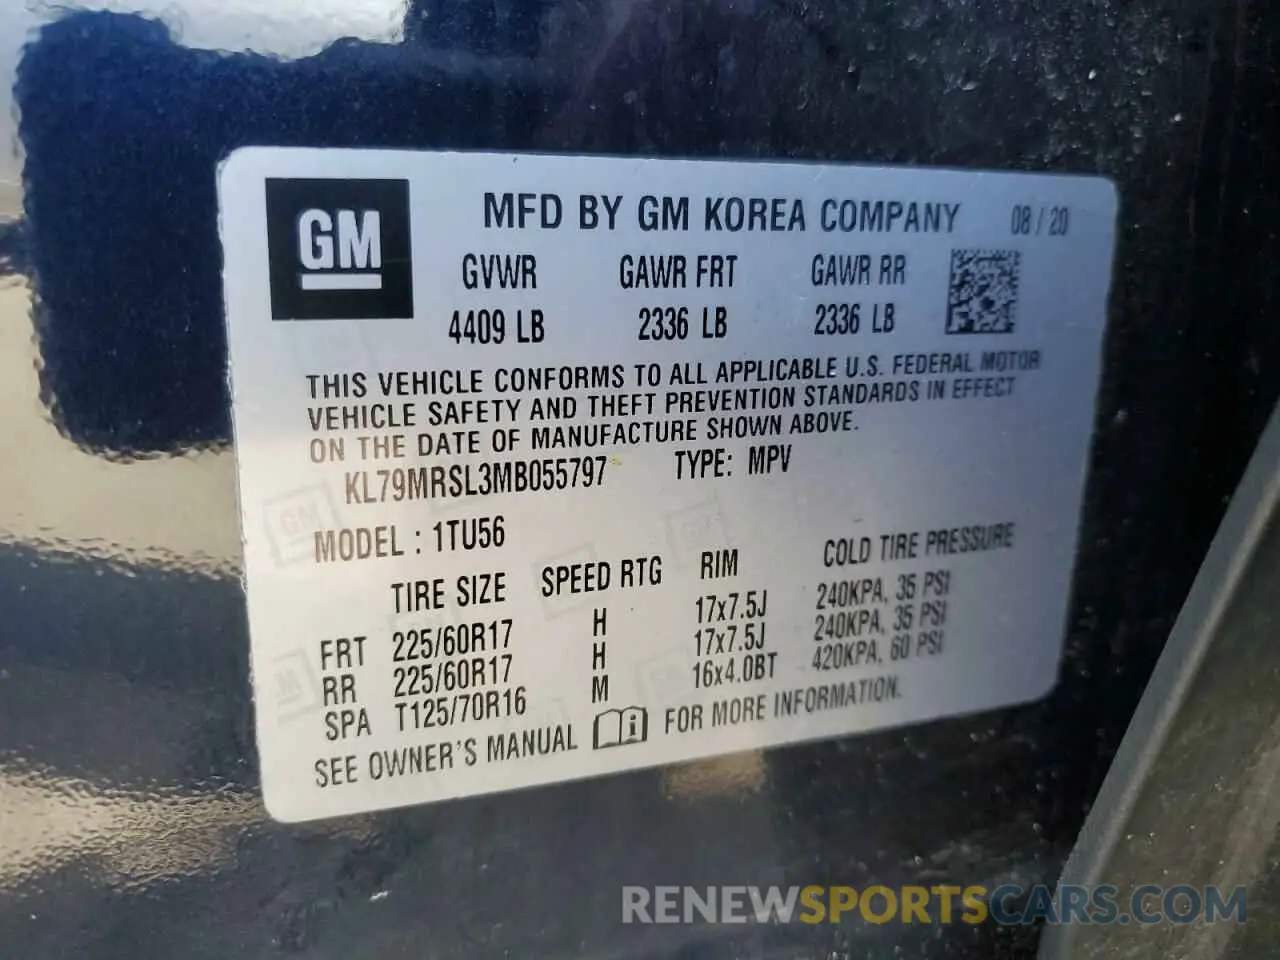 GM
MFD BY GM KOREA COMPANY 08 / 20
GVWR GAWR FRT GAWR RR
4409 LB 2336 LB 2336 LB
THIS VEHICLE CONFORMS TO ALL APPLICABLE U.S. FEDERAL MOTOR
VEHICLE SAFETY AND THEFT PREVENTION STANDARDS IN EFFECT
ON THE DATE OF MANUFACTURE SHOWN ABOVE.
KL79MRSL3MB055797 TYPE: MPV
MODEL : 1TU56
TIRE SIZE SPEED RTG RIM COLD TIRE PRESSURE
FRT 225/60R17 H 17x7.5J 240KPA, 35 PSI
RR 225/60R17 H 17x7.5J 240KPA, 35 PSI
SPA T125/70R16 M 16x4.0BT 420KPA, 60 PSI
SEE OWNER'S MANUAL FOR MORE INFORMATION.
RENEWSPORTSCARS.COM